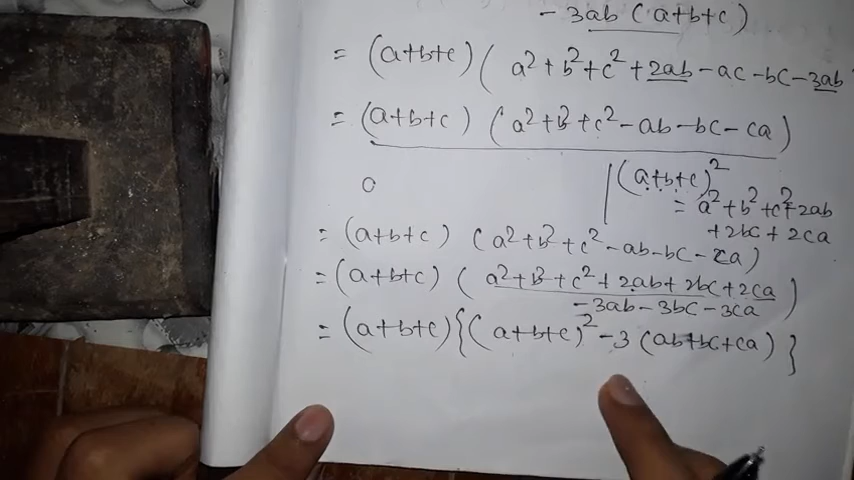 - 3ab (a+b+c)
= (a+b+c) ( a² + b² + c² + 2ab - ac - bc - 3ab
= (a+b+c) ( a² + b² + c² - ab - bc - ca )
0
(a+b+c)²
= a² + b² + c² + 2ab
+ 2bc + 2ca
= (a+b+c) ( a² + b² + c² - ab - bc - ca )
= (a+b+c) ( a² + b² + c² + 2ab + 2bc + 2ca
- 3ab - 3bc - 3ca )
= (a+b+c) { (a+b+c)² - 3 (ab+bc+ca) }